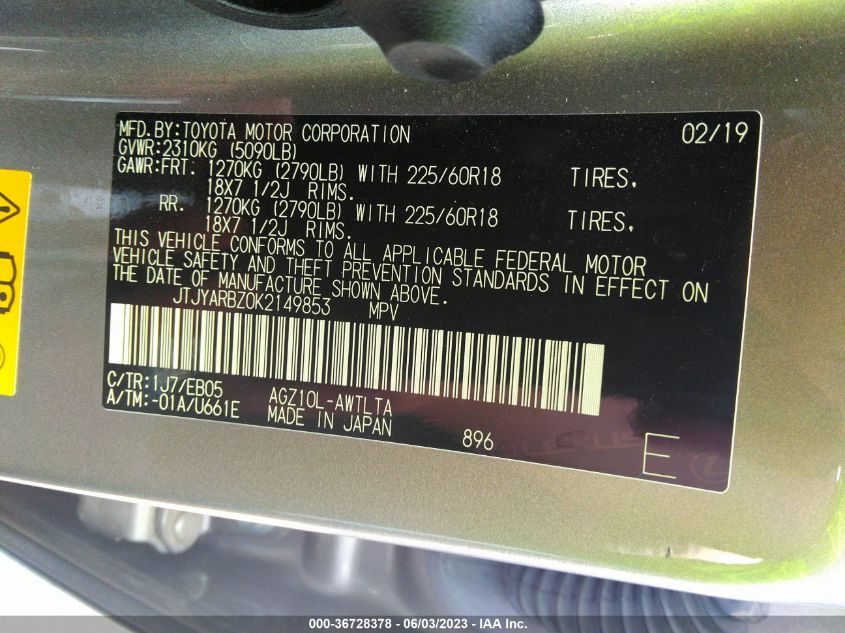 MFD.BY:TOYOTA MOTOR CORPORATION 02/19
GVWR:2310KG (5090LB)
GAWR:FRT. 1270KG (2790LB) WITH 225/60R18 TIRES.
18X7 1/2J RIMS.
RR. 1270KG (2790LB) WITH 225/60R18 TIRES.
18X7 1/2J RIMS.
THIS VEHICLE CONFORMS TO ALL APPLICABLE FEDERAL MOTOR
VEHICLE SAFETY AND THEFT PREVENTION STANDARDS IN EFFECT ON
THE DATE OF MANUFACTURE SHOWN ABOVE.
JTJYARBZ0K2149853 MPV
C/TR:1J7/EB05 AGZ10L-AWTLTA
A/TM:-01A/U661E MADE IN JAPAN 896
E
000-36728378 - 06/03/2023 - IAA Inc.